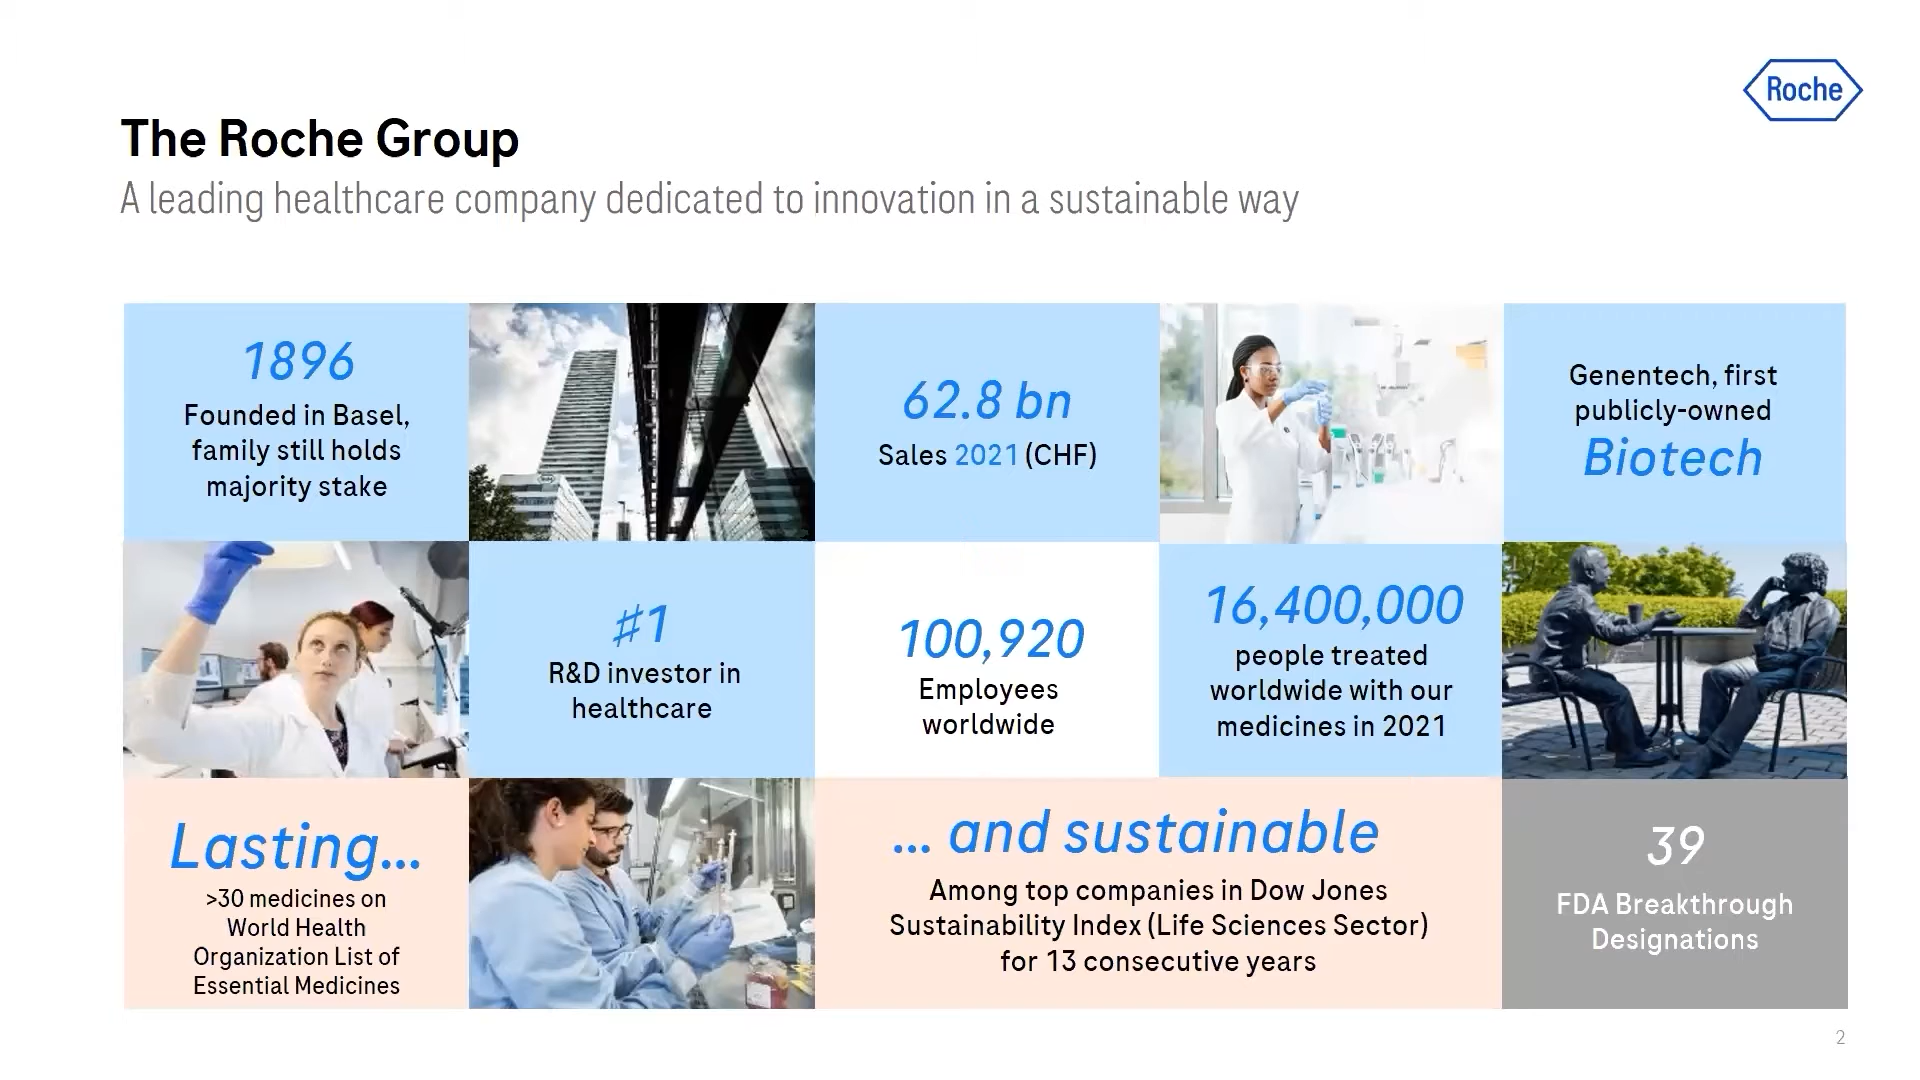 Roche
The Roche Group
A leading healthcare company dedicated to innovation in a sustainable way
1896
Founded in Basel,
family still holds
majority stake
62.8 bn
Sales 2021 (CHF)
Genentech, first
publicly-owned
Biotech
#1
R&D investor in
healthcare
100,920
Employees
worldwide
16,400,000
people treated
worldwide with our
medicines in 2021
Lasting...
>30 medicines on
World Health
Organization List of
Essential Medicines
... and sustainable
Among top companies in Dow Jones
Sustainability Index (Life Sciences Sector)
for 13 consecutive years
39
FDA Breakthrough
Designations
2